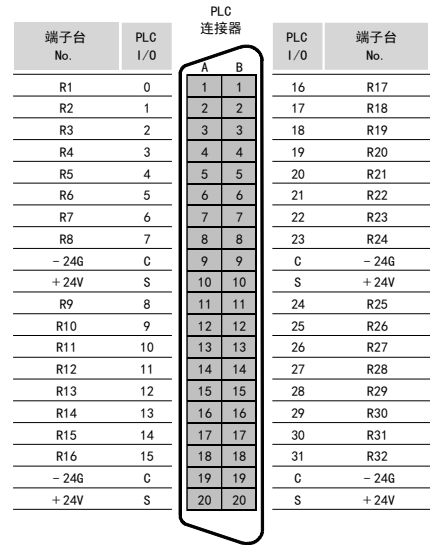 PLC
连接器
端子台 No. PLC I/O A B PLC I/O 端子台 No.
R1 0 1 1 16 R17
R2 1 2 2 17 R18
R3 2 3 3 18 R19
R4 3 4 4 19 R20
R5 4 5 5 20 R21
R6 5 6 6 21 R22
R7 6 7 7 22 R23
R8 7 8 8 23 R24
-24G C 9 9 C -24G
+24V S 10 10 S +24V
R9 8 11 11 24 R25
R10 9 12 12 25 R26
R11 10 13 13 26 R27
R12 11 14 14 27 R28
R13 12 15 15 28 R29
R14 13 16 16 29 R30
R15 14 17 17 30 R31
R16 15 18 18 31 R32
-24G C 19 19 C -24G
+24V S 20 20 S +24V